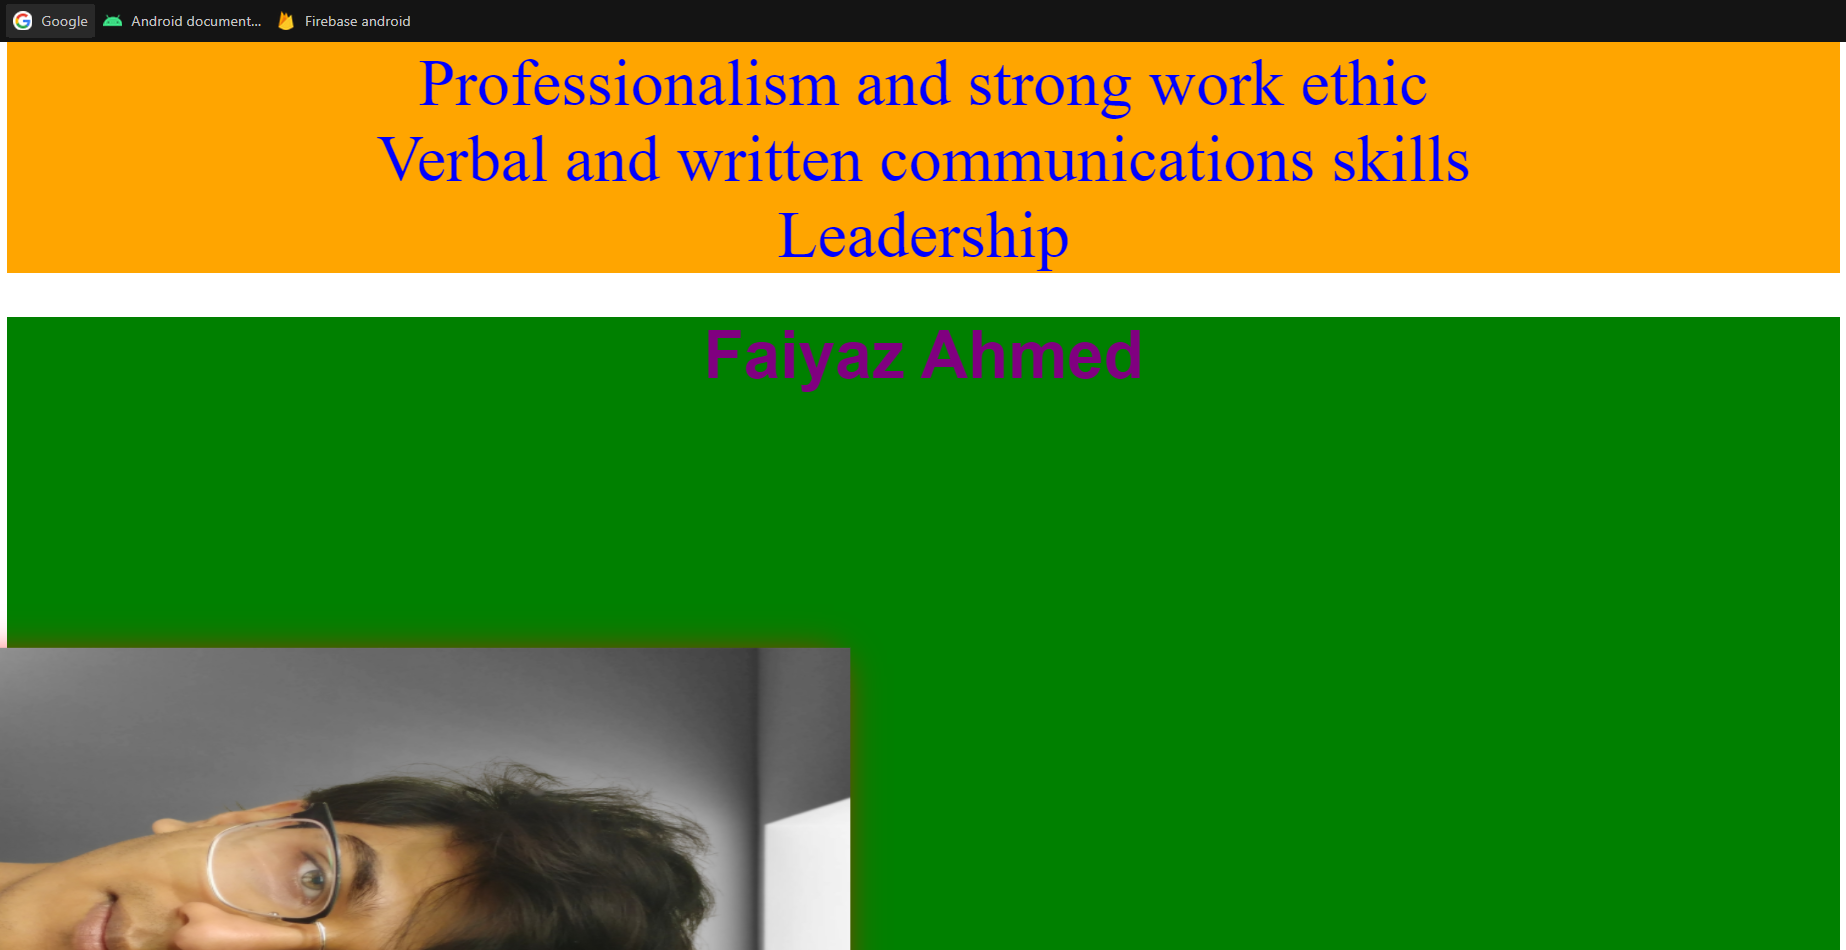 Google
Android document...
Firebase android
Professionalism and strong work ethic
Verbal and written communications skills
Leadership
Faiyaz Ahmed